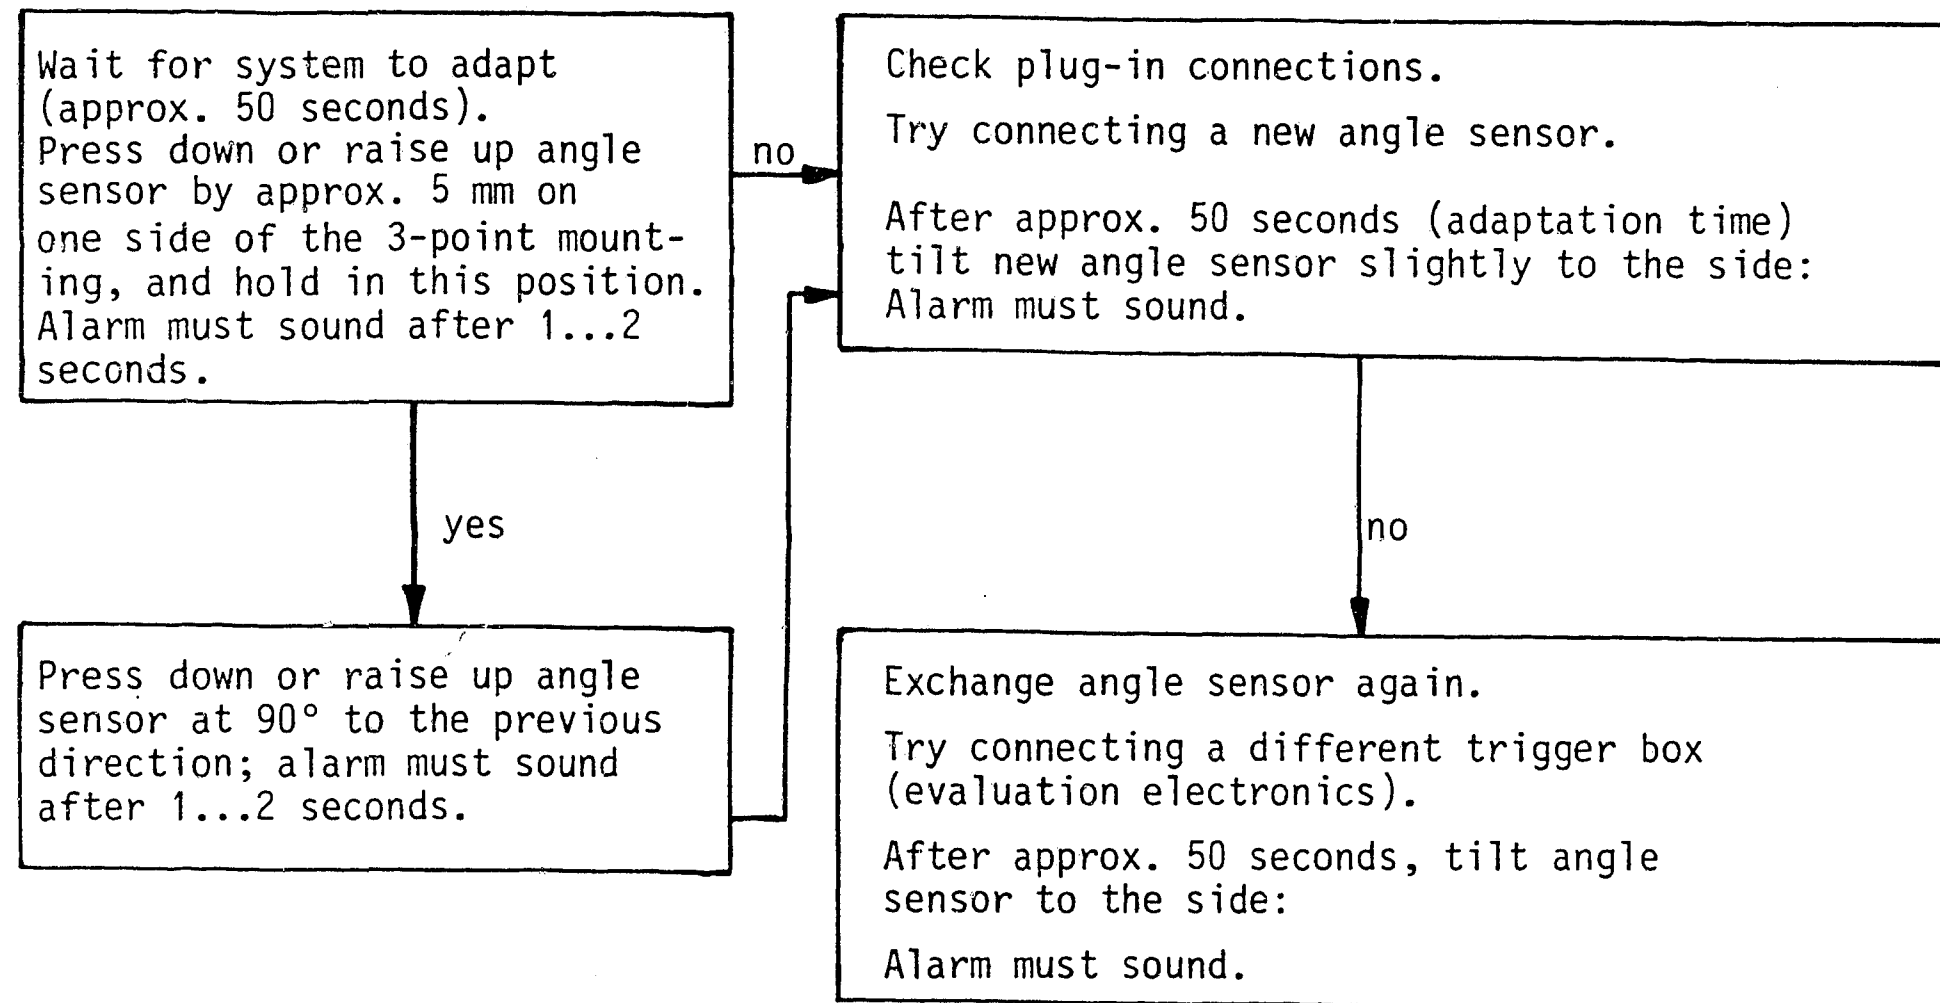 Wait for system to adapt
(approx. 50 seconds).
Press down or raise up angle
sensor by approx. 5 mm on
one side of the 3-point mount-
ing, and hold in this position.
Alarm must sound after 1...2
seconds.
no
Check plug-in connections.
Try connecting a new angle sensor.
After approx. 50 seconds (adaptation time)
tilt new angle sensor slightly to the side:
Alarm must sound.
yes
no
Press down or raise up angle
sensor at 90° to the previous
direction; alarm must sound
after 1...2 seconds.
Exchange angle sensor again.
Try connecting a different trigger box
(evaluation electronics).
After approx. 50 seconds, tilt angle
sensor to the side:
Alarm must sound.